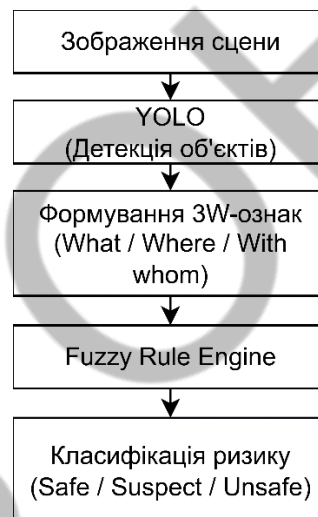 Зображення сцени
YOLO
(Детекція об'єктів)
Формування 3W-ознак
(What / Where / With
whom)
Fuzzy Rule Engine
Класифікація ризику
(Safe / Suspect / Unsafe)